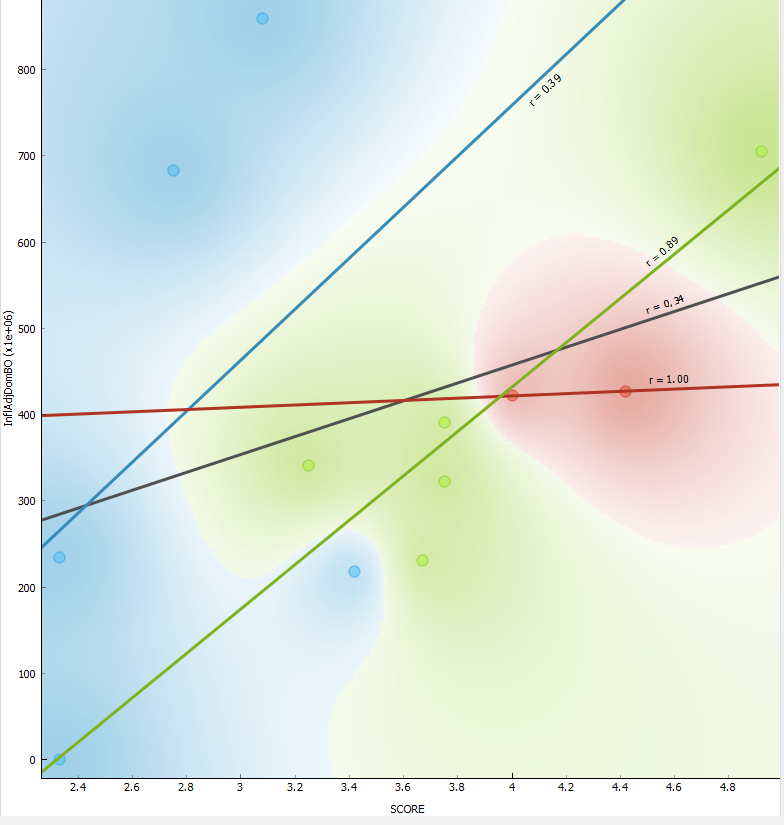 800
700
600
500
400
300
200
100
0
InflAdjDomBO (x1e+06)
r = 0.39
r = 0.89
r = 0.34
r = 1.00
2.4 2.6 2.8 3 3.2 3.4 3.6 3.8 4 4.2 4.4 4.6 4.8
SCORE